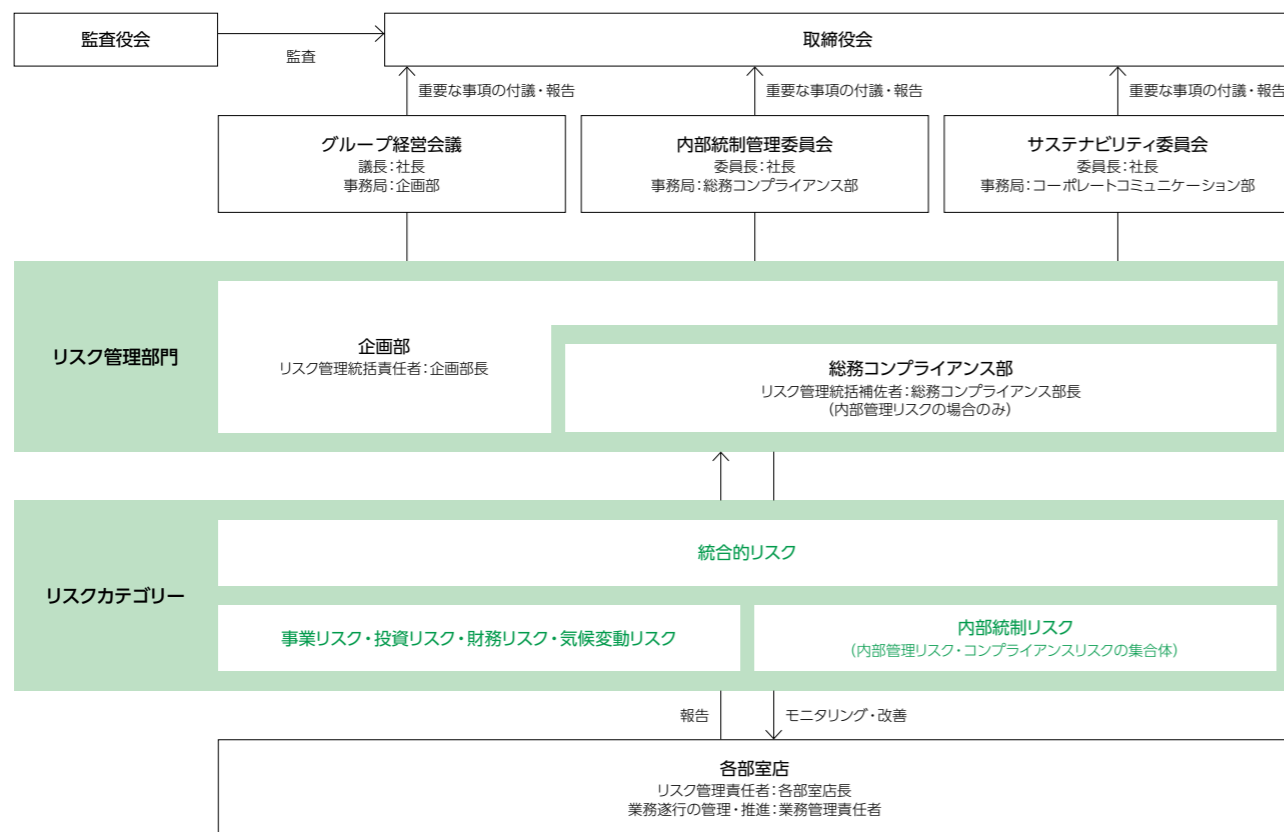 監査役会
監査
取締役会
重要な事項の付議・報告
重要な事項の付議・報告
重要な事項の付議・報告
グループ経営会議
議長:社長
事務局:企画部
内部統制管理委員会
委員長:社長
事務局:総務コンプライアンス部
サステナビリティ委員会
委員長:社長
事務局:コーポレートコミュニケーション部
リスク管理部門
企画部
リスク管理統括責任者:企画部長
総務コンプライアンス部
リスク管理統括補佐者:総務コンプライアンス部長
(内部管理リスクの場合のみ)
リスクカテゴリー
統合的リスク
事業リスク・投資リスク・財務リスク・気候変動リスク
内部統制リスク
(内部管理リスク・コンプライアンスリスクの集合体)
報告
モニタリング・改善
各部室店
リスク管理責任者:各部室店長
業務遂行の管理・推進:業務管理責任者